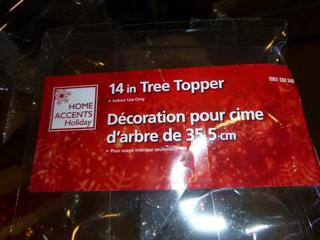 14 in Tree Topper
• Indoor Use Only
HOME
ACCENTS
Holiday
Décoration pour cime
d'arbre de 35,5 cm
• Pour usage intérieur seulement